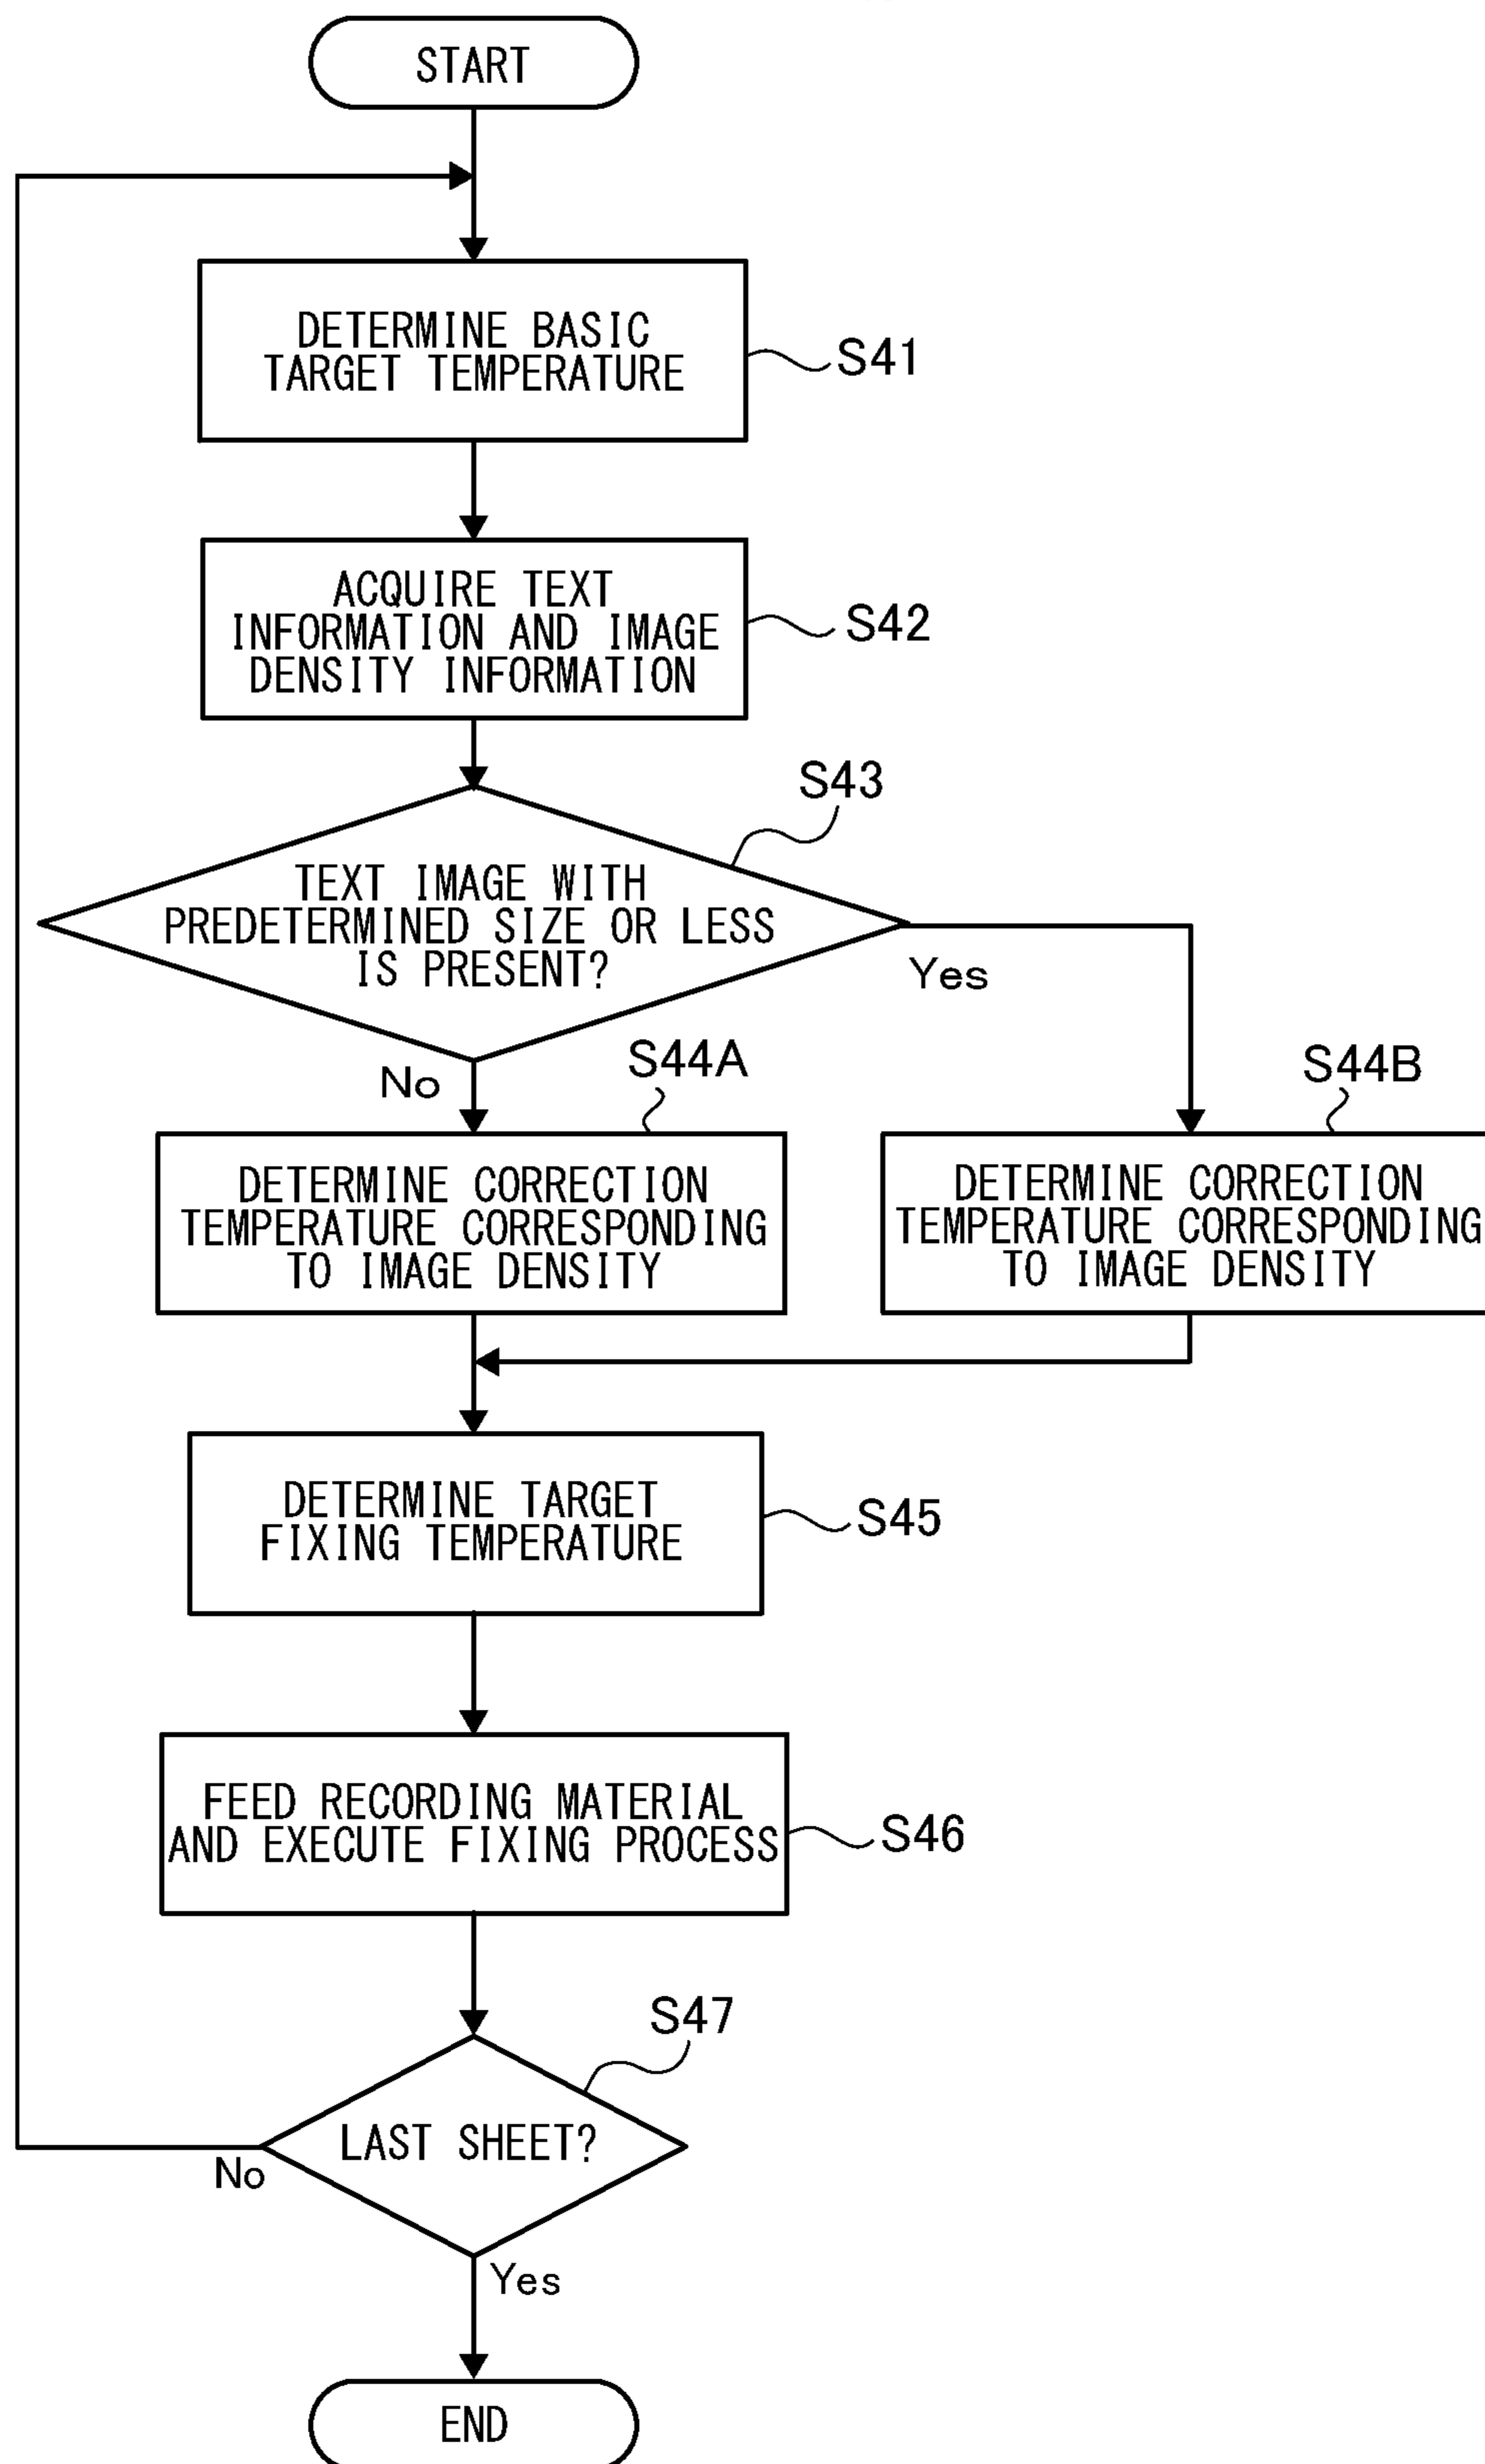 START
DETERMINE BASIC
TARGET TEMPERATURE
S41
ACQUIRE TEXT
INFORMATION AND IMAGE
DENSITY INFORMATION
S42
S43
TEXT IMAGE WITH
PREDETERMINED SIZE OR LESS
IS PRESENT?
Yes
No
S44A
DETERMINE CORRECTION
TEMPERATURE CORRESPONDING
TO IMAGE DENSITY
S44B
DETERMINE CORRECTION
TEMPERATURE CORRESPONDING
TO IMAGE DENSITY
DETERMINE TARGET
FIXING TEMPERATURE
S45
FEED RECORDING MATERIAL
AND EXECUTE FIXING PROCESS
S46
S47
LAST SHEET?
No
Yes
END